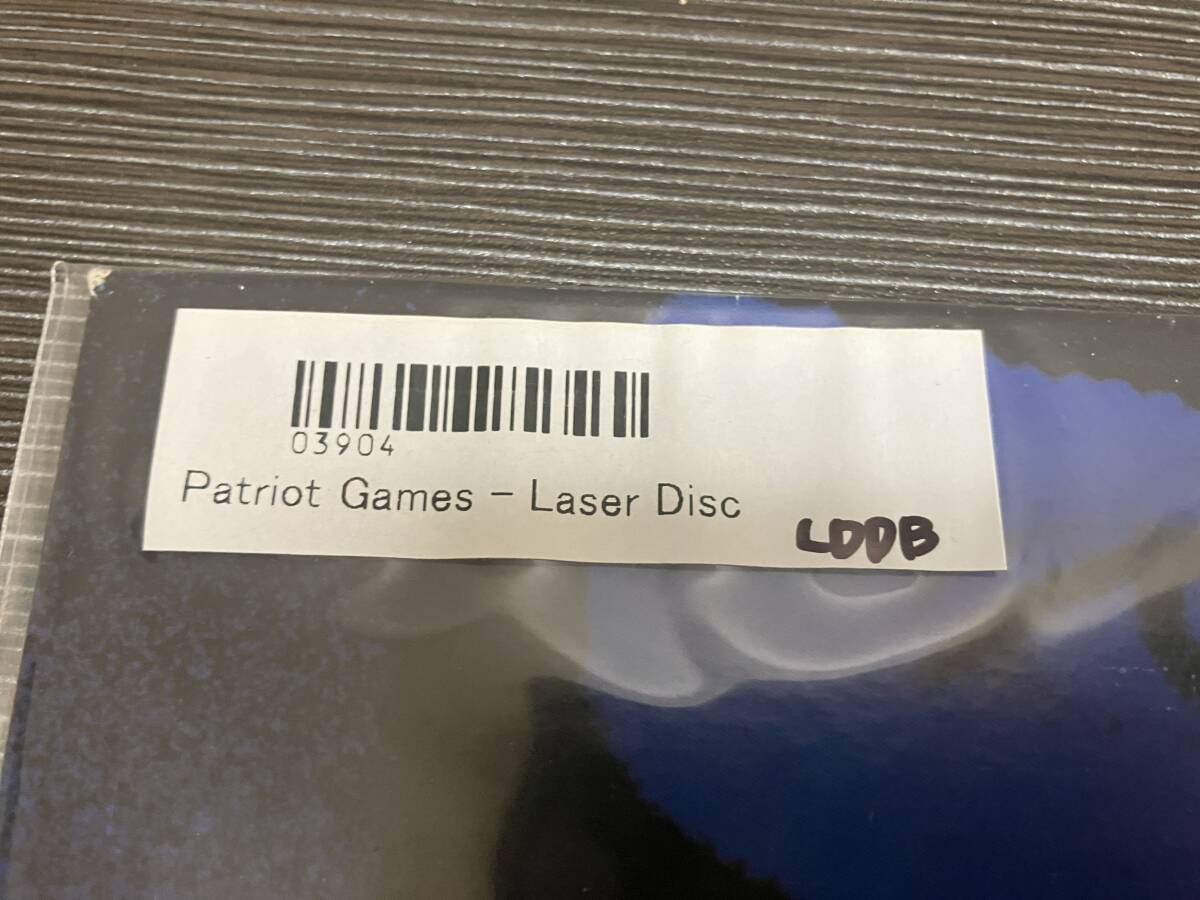 03904
Patriot Games - Laser Disc
LDDB